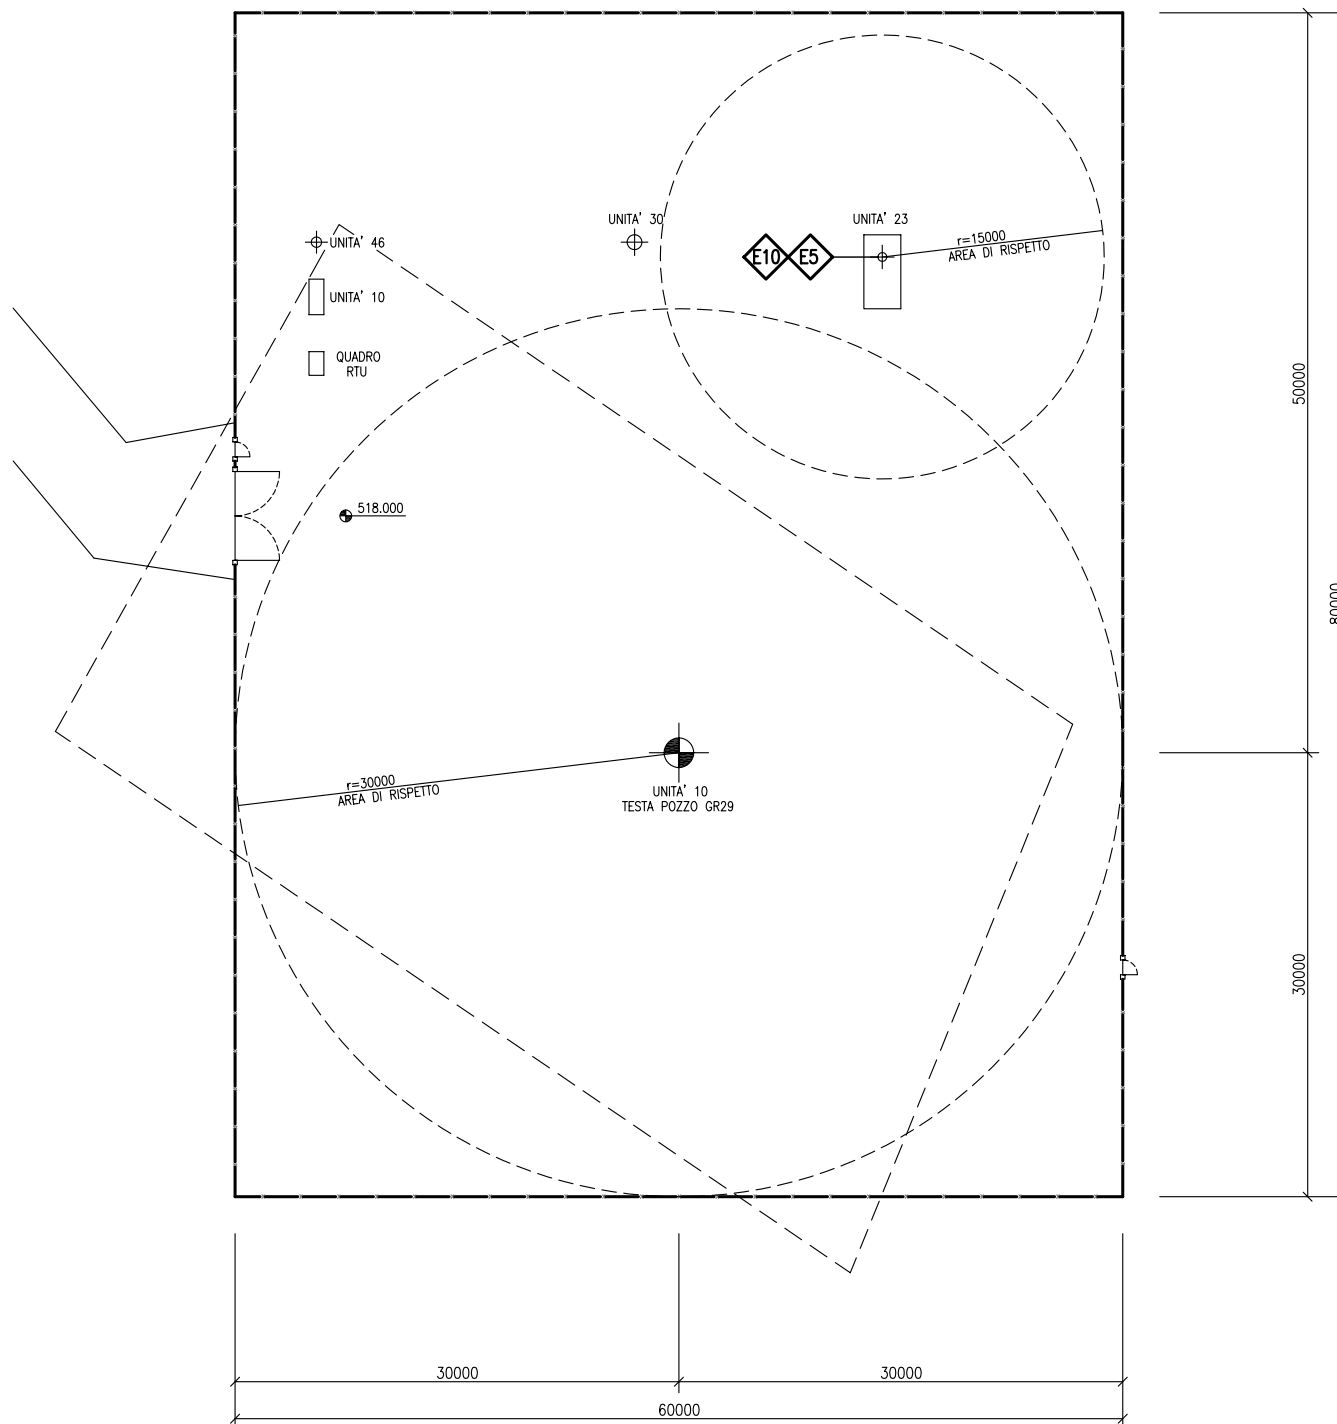 UNITA' 30
UNITA' 23
UNITA' 46
r=15000
AREA DI RISPETTO
E10
E5
UNITA' 10
QUADRO
RTU
50000
518.000
80000
r=30000
AREA DI RISPETTO
UNITA' 10
TESTA POZZO GR29
30000
30000
30000
60000